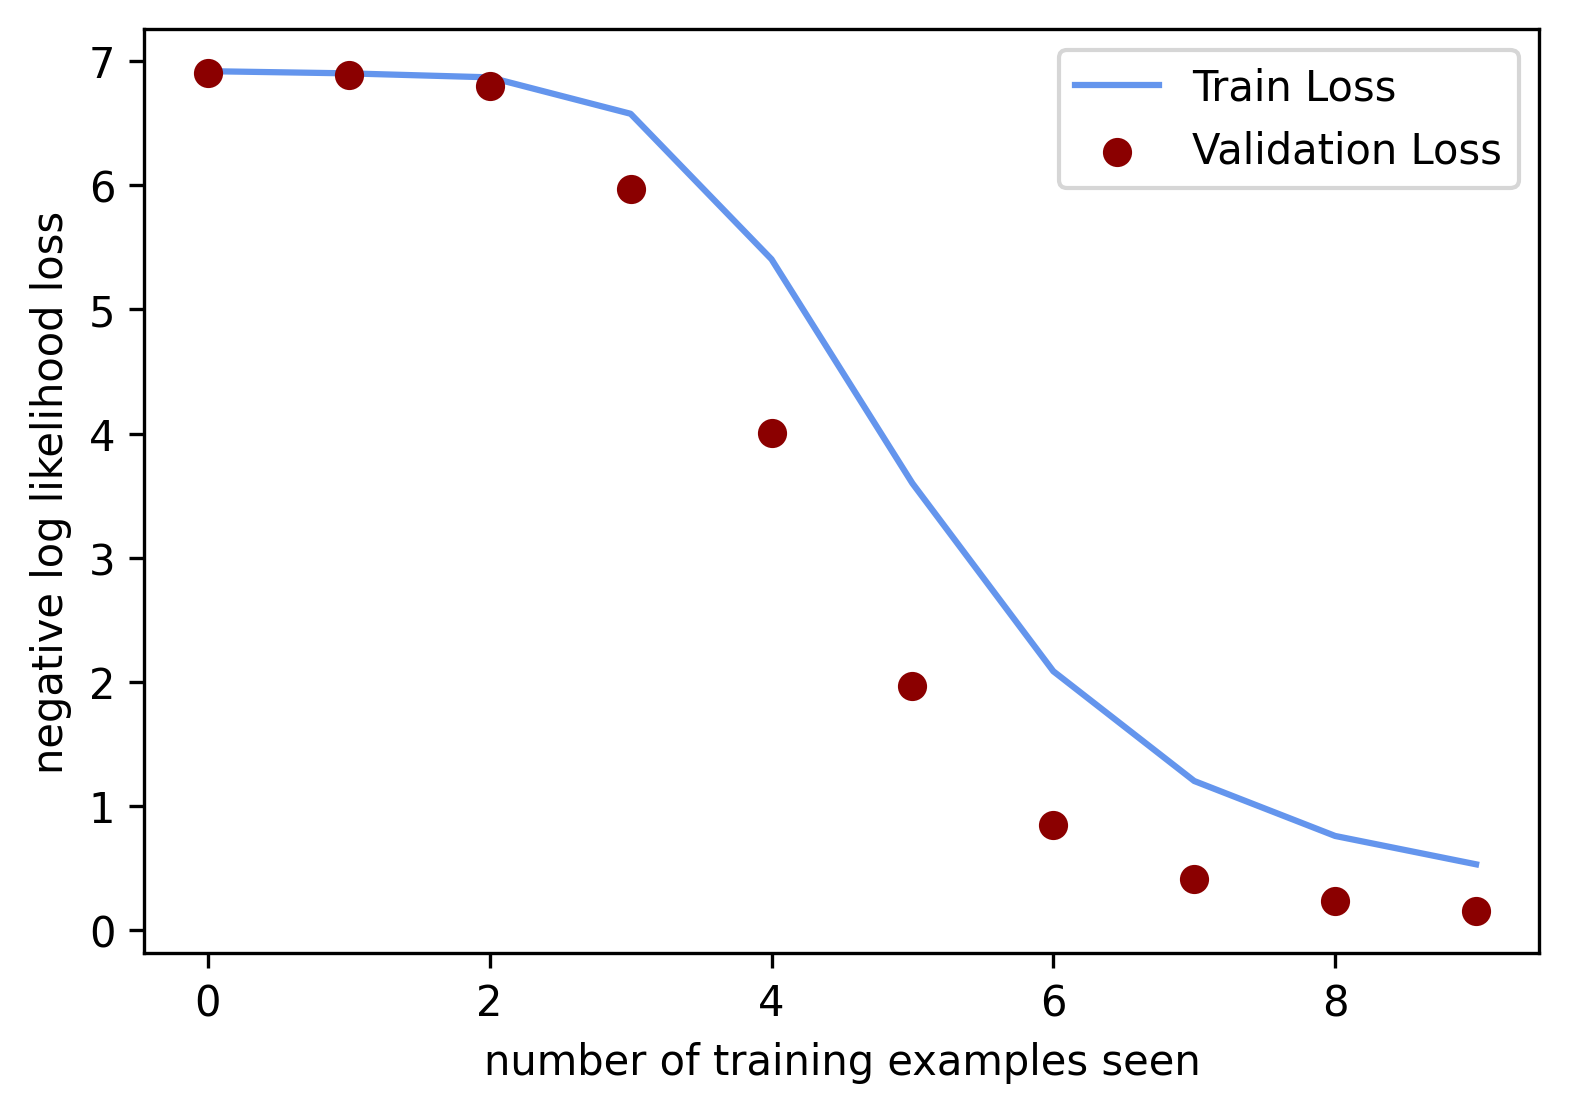 7
6
5
4
3
2
1
0
negative log likelihood loss
Train Loss
Validation Loss
0 2 4 6 8
number of training examples seen